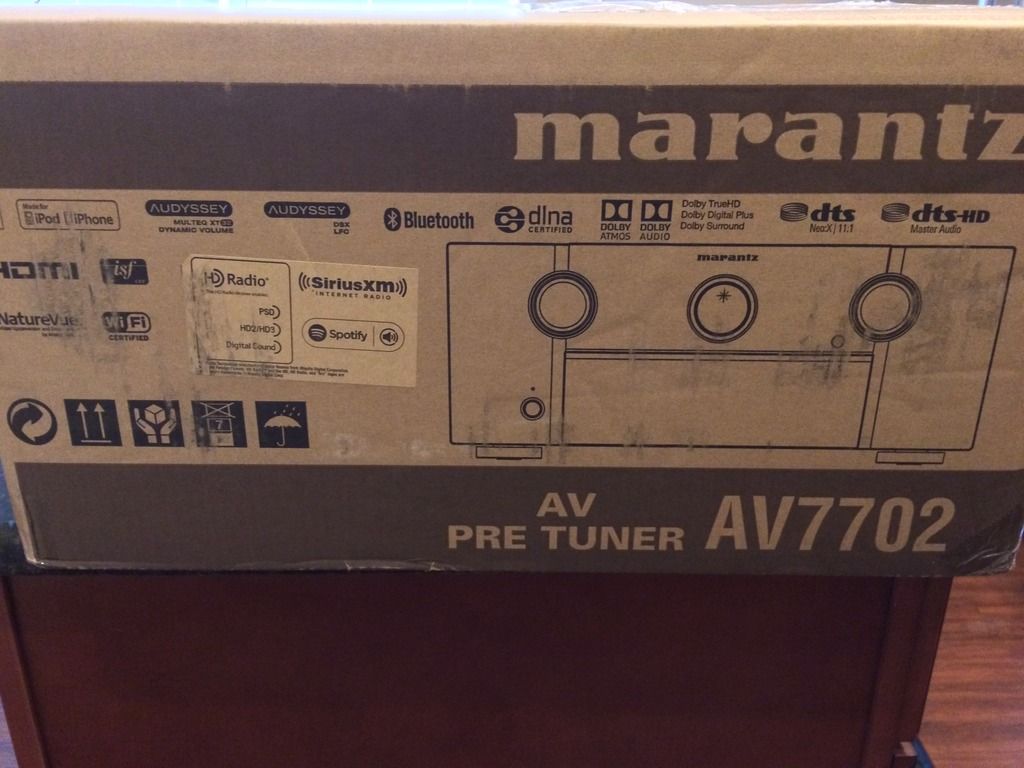 marantz
Made for
iPod iPhone
AUDYSSEY
MULTEQ XT32
DYNAMIC VOLUME
AUDYSSEY
DSX
LFC
Bluetooth
dlna
CERTIFIED
DOLBY
ATMOS
DOLBY
AUDIO
Dolby TrueHD
Dolby Digital Plus
Dolby Surround
dts
Neo:X | 11.1
dts-HD
Master Audio
HDMI
isf
HD Radio
PSD
HD2/HD3
Digital Sound
SiriusXM
INTERNET RADIO
Spotify
marantz
Wi Fi
CERTIFIED
7
AV
PRE TUNER AV7702